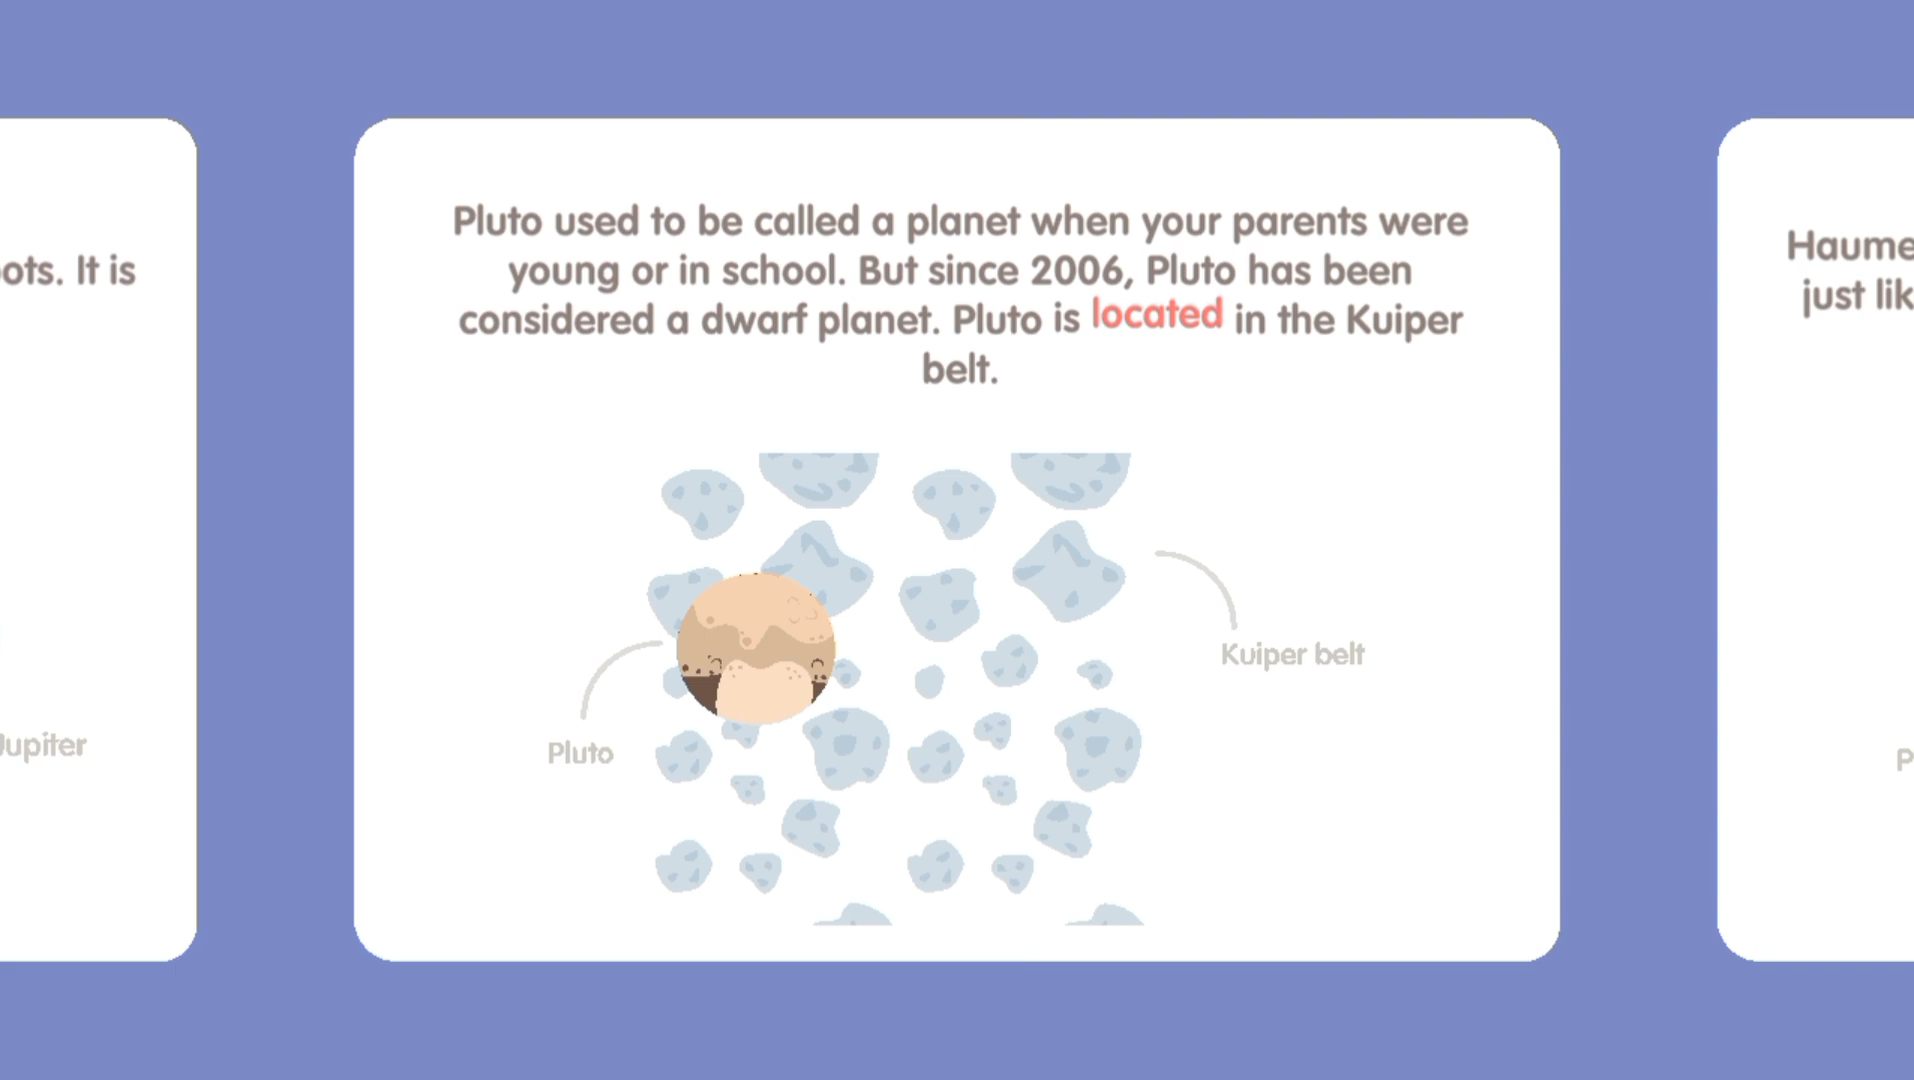 ots. It is
Jupiter
Pluto used to be called a planet when your parents were
young or in school. But since 2006, Pluto has been
considered a dwarf planet. Pluto is located in the Kuiper
belt.
Kuiper belt
Pluto
Haume
just lik
P